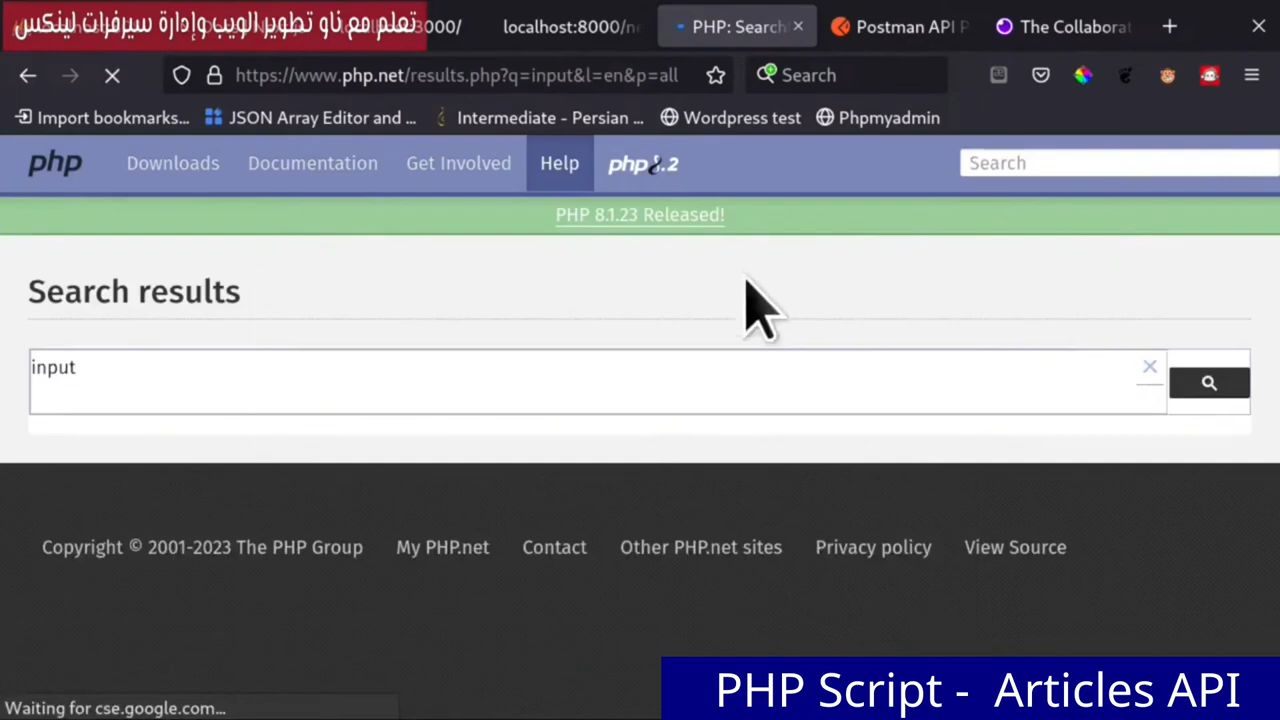 تعلم مع ناو تطوير الويب وإدارة سيرفرات لينكس
3000/
localhost:8000/ne
PHP: Search
Postman API P
The Collaborat
https://www.php.net/results.php?q=input&l=en&p=all
Search
Import bookmarks...
JSON Array Editor and ...
Intermediate - Persian ...
Wordpress test
Phpmyadmin
php
Downloads
Documentation
Get Involved
Help
php8.2
Search
PHP 8.1.23 Released!
Search results
input
Copyright © 2001-2023 The PHP Group
My PHP.net
Contact
Other PHP.net sites
Privacy policy
View Source
Waiting for cse.google.com...
PHP Script - Articles API